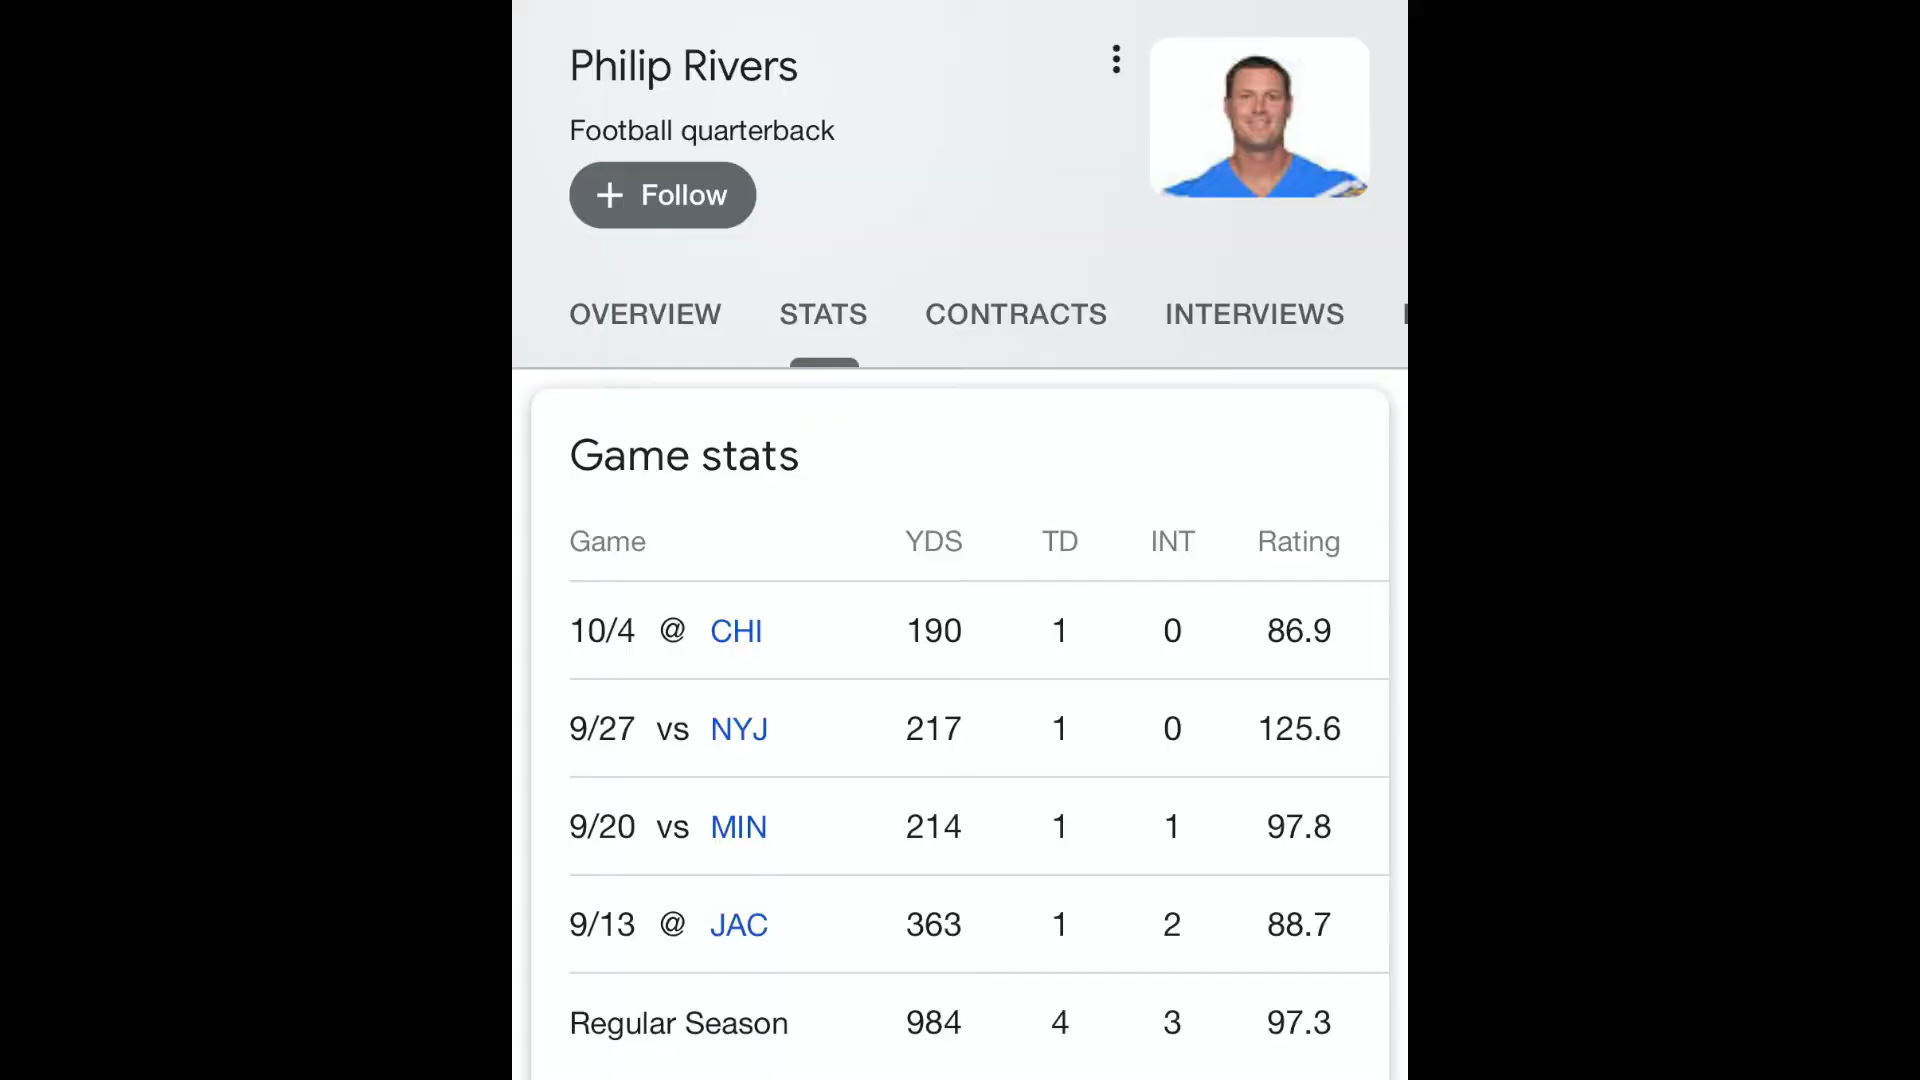 Philip Rivers
Football quarterback
+ Follow
OVERVIEW STATS CONTRACTS INTERVIEWS
Game stats
Game YDS TD INT Rating
10/4 @ CHI 190 1 0 86.9
9/27 vs NYJ 217 1 0 125.6
9/20 vs MIN 214 1 1 97.8
9/13 @ JAC 363 1 2 88.7
Regular Season 984 4 3 97.3